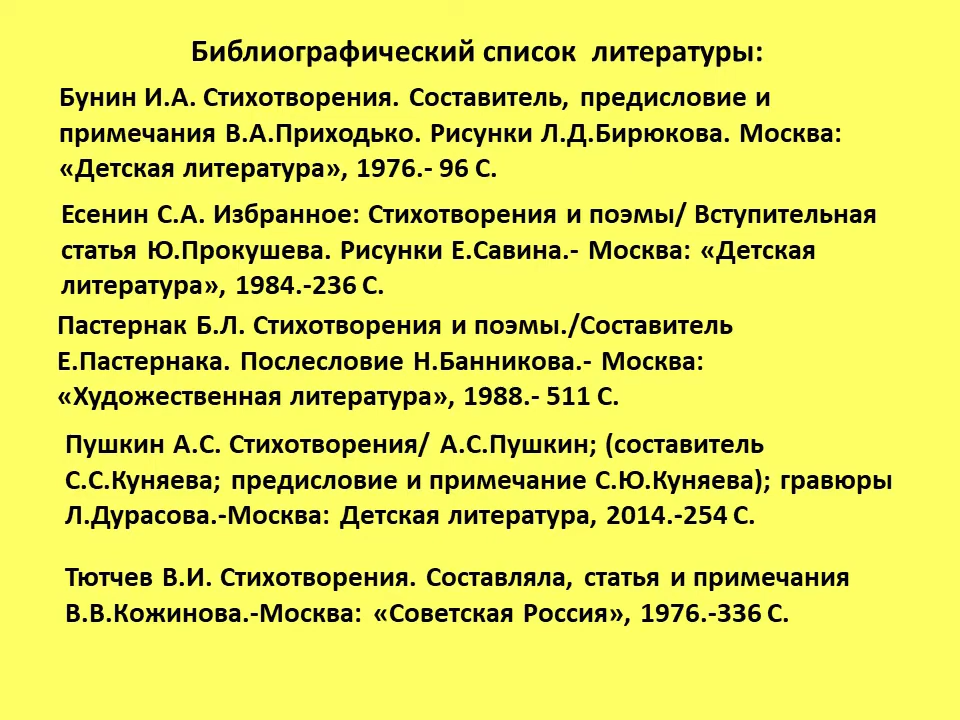 Библиографический список литературы:
Бунин И.А. Стихотворения. Составитель, предисловие и
примечания В.А.Приходько. Рисунки Л.Д.Бирюкова. Москва:
«Детская литература», 1976.- 96 С.
Есенин С.А. Избранное: Стихотворения и поэмы/ Вступительная
статья Ю.Прокушева. Рисунки Е.Савина.- Москва: «Детская
литература», 1984.-236 С.
Пастернак Б.Л. Стихотворения и поэмы./Составитель
Е.Пастернака. Послесловие Н.Банникова.- Москва:
«Художественная литература», 1988.- 511 С.
Пушкин А.С. Стихотворения/ А.С.Пушкин; (составитель
С.С.Куняева; предисловие и примечание С.Ю.Куняева); гравюры
Л.Дурасова.-Москва: Детская литература, 2014.-254 С.
Тютчев В.И. Стихотворения. Составляла, статья и примечания
В.В.Кожинова.-Москва: «Советская Россия», 1976.-336 С.